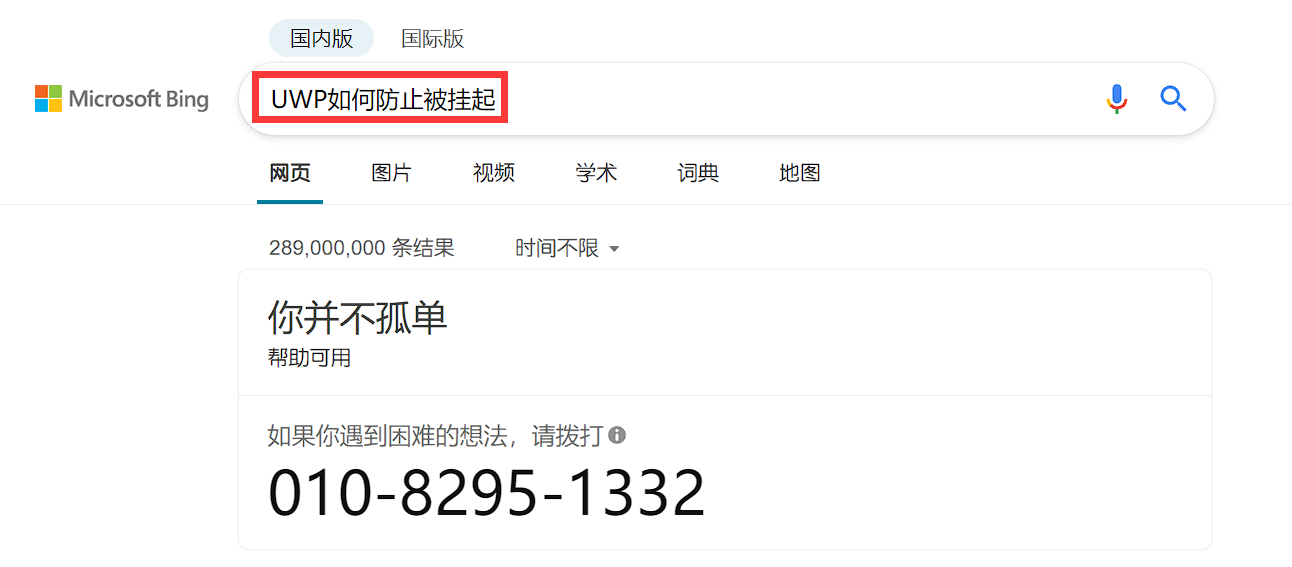 国内版 国际版
Microsoft Bing UWP如何防止被挂起
网页 图片 视频 学术 词典 地图
289,000,000 条结果 时间不限
你并不孤单
帮助可用
如果你遇到困难的想法，请拨打
010-8295-1332